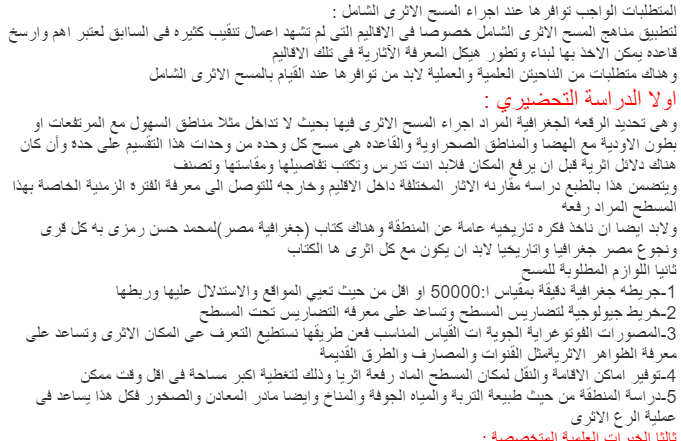 المتطلبات الواجب توافرها عند اجراء المسح الاثرى الشامل :
لتطبيق مناهج المسح الاثرى الشامل خصوصا فى الاقاليم التى لم تشهد اعمال تنقيب كثيره فى الساابق لعتبر اهم وارسخ
قاعده يمكن الاخذ بها لبناء وتطور هيكل المعرفة الآثارية فى تلك الاقاليم
وهناك متطلبات من الناحيتن العلمية والعملية لابد من توافرها عند القيام بالمسح الاثرى الشامل
اولا الدراسة التحضيري :
وهى تحديد الرقعه الجغرافية المراد اجراء المسح الاثرى فيها بحيث لا تداخل مثلا مناطق السهول مع المرتفعات او
بطون الاودية مع الهضا والمناطق الصحراوية والقاعده هى مسح كل وحده من وحدات هذا التقسيم على حدة وأن كان
هناك دلائل اثرية قبل ان يرفع المكان فلابد انت تدرس وتكتب تفاصيلها ومقاستها وتصنف
ويتضمن هذا بالطبع دراسه مقارنه الاثار المختلفة داخل الاقليم وخارجه للتوصل الى معرفة الفترة الزمنية الخاصة بهذا
المسطح المراد رفعه
ولابد ايضا ان ناخذ فكره تاريخيه عامة عن المنطقة وهناك كتاب (جغرافية مصر)لمحمد حسن رمزى به كل قرى
ونجوع مصر جغرافيا واتاريخيا لابد ان يكون مع كل اثرى ها الكتاب
ثانيا اللوازم المطلوبة للمسح
1-جريطه جغرافية دقيقة بمقياس ا:50000 او اقل من حيث تعيي المواقع والاستدلال عليها وربطها
2-خريط جيولوجية لتضاريس المسطح وتساعد على معرفه التضاريس تحت المسطح
3-المصورات الفوتوغراية الجوية ات القياس المناسب فعن طريقها نستطيع التعرف عى المكان الاثرى وتساعد على
معرفة الظواهر الاثريةمثل القنوات والمصارف والطرق القديمة
4-توفير اماكن الاقامة والنقل لمكان المسطح الماد رفعة اثريا وذلك لتغطية اكبر مساحة فى اقل وقت ممكن
5-دراسة المنطقة من حيث طبيعة التربة والمياه الجوفة والمناخ وايضا مادر المعادن والصخور فكل هذا يساعد فى
عملية الرع الاثرى
ثالثا الخبرات العلمية المتخصصة :